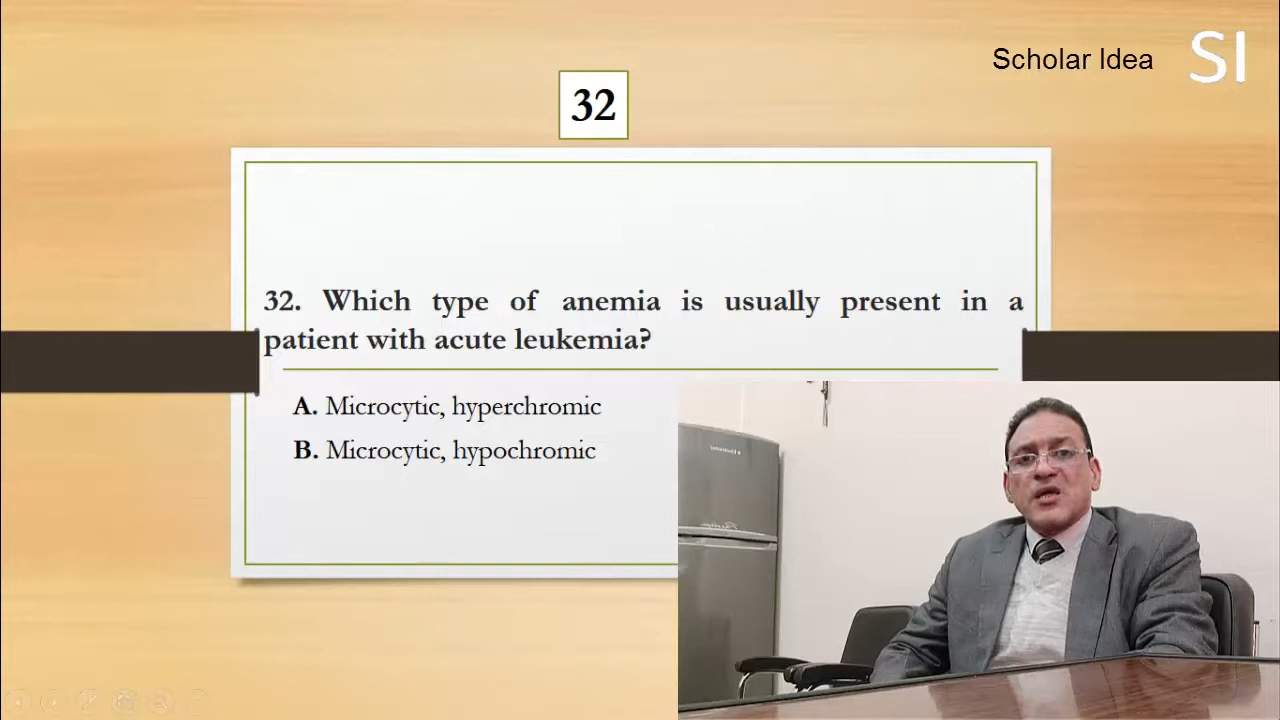 Scholar Idea SI
32
32. Which type of anemia is usually present in a
patient with acute leukemia?
A. Microcytic, hyperchromic
B. Microcytic, hypochromic